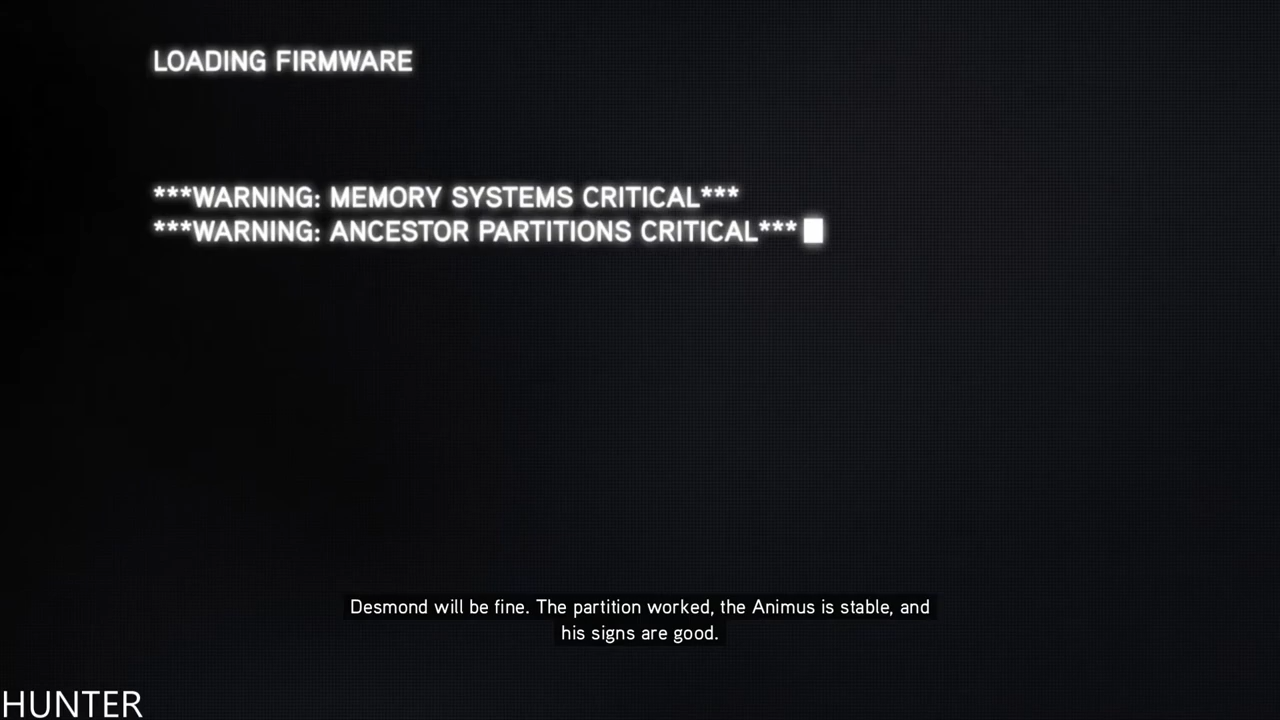 LOADING FIRMWARE
***WARNING: MEMORY SYSTEMS CRITICAL***
***WARNING: ANCESTOR PARTITIONS CRITICAL***
Desmond will be fine. The partition worked, the Animus is stable, and
his signs are good.
HUNTER